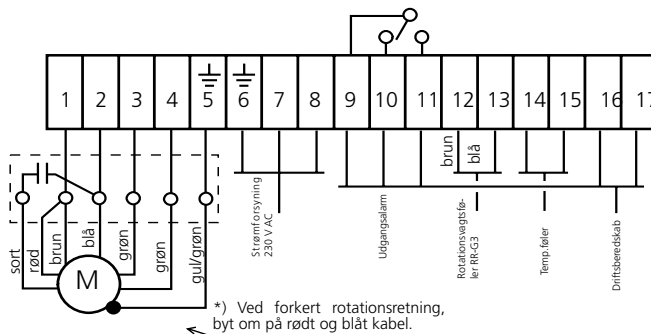 1 2 3 4 5 6 7 8 9 10 11 12 13 14 15 16 17
brun
blå
sort
rød
brun
blå
grøn
grøn
gul/grøn
M
Strømforsyning
230 V AC
Udgangsalarm
Rotationsvagtsfø-
ler RR-G3
Temp.føler
Driftsberedskab
*) Ved forkert rotationsretning,
byt om på rødt og blåt kabel.